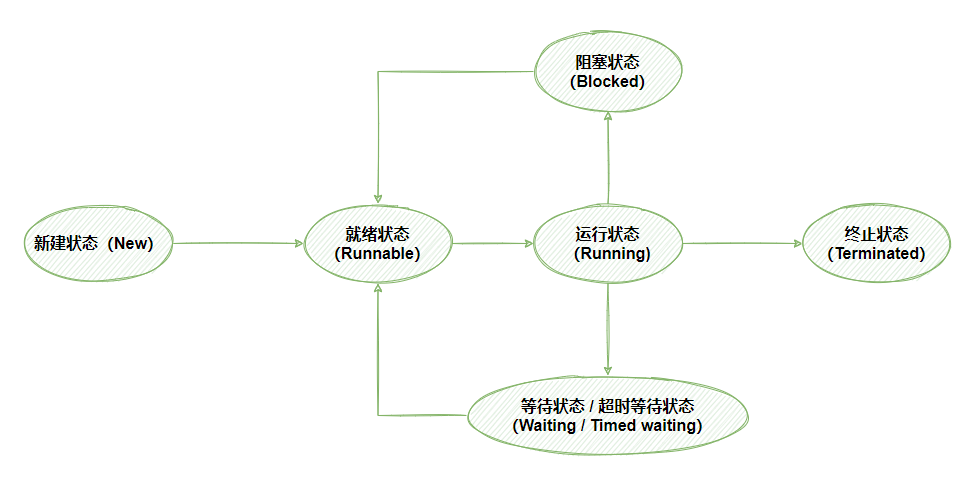 阻塞状态
（Blocked）
新建状态（New）
就绪状态
（Runnable）
运行状态
（Running)
终止状态
（Terminated）
等待状态 / 超时等待状态
（Waiting / Timed waiting）